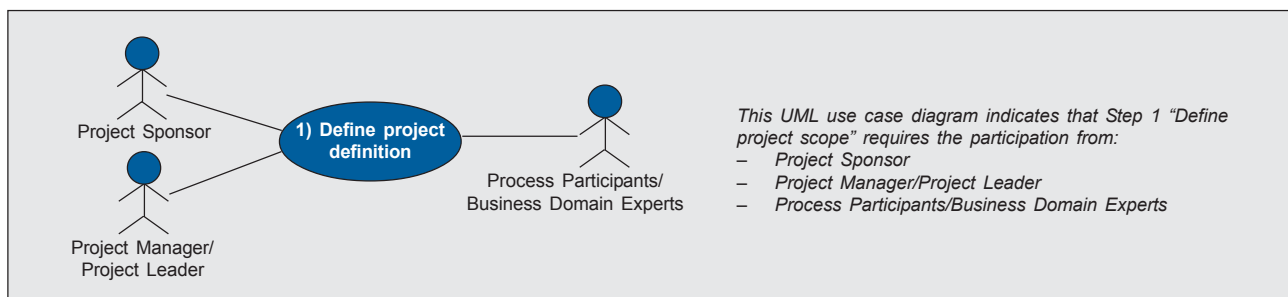 Project Sponsor
1) Define project
definition
Process Participants/
Business Domain Experts
Project Manager/
Project Leader
This UML use case diagram indicates that Step 1 “Define
project scope” requires the participation from:
– Project Sponsor
– Project Manager/Project Leader
– Process Participants/Business Domain Experts